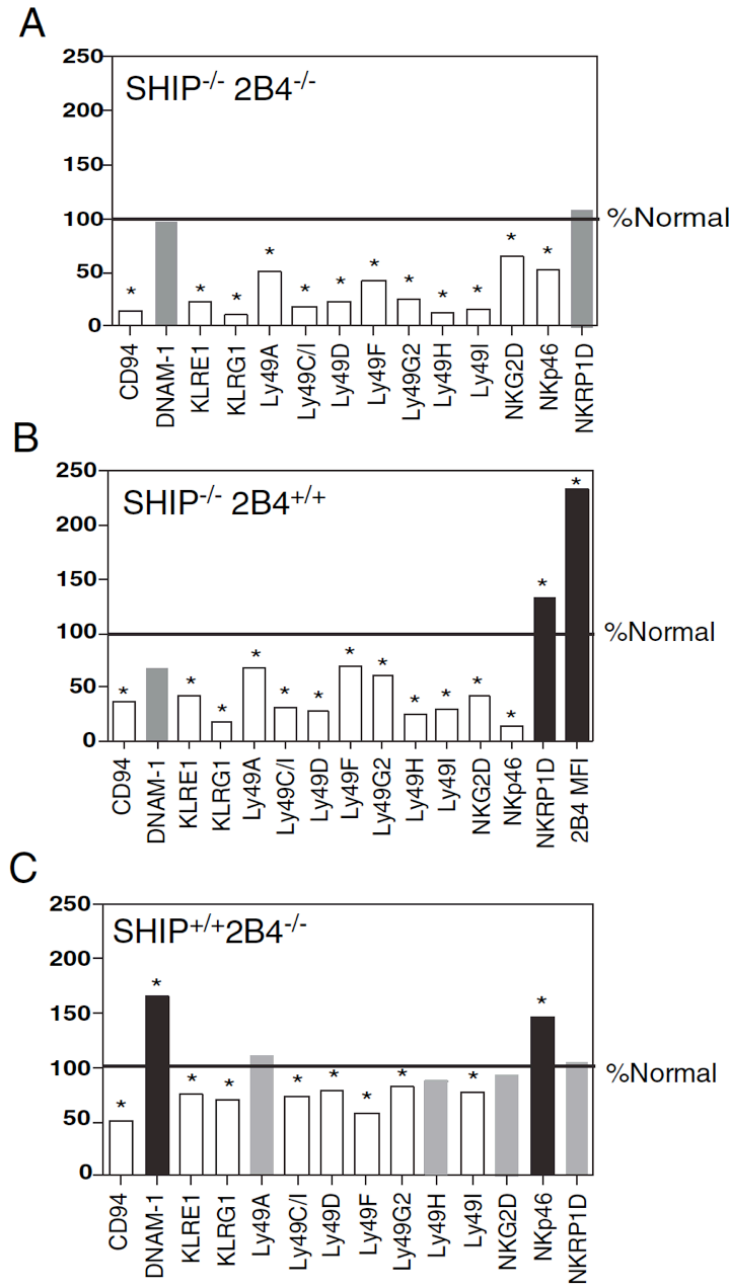 A
SHIP-/- 2B4-/-
250
200
150
100
50
0
%Normal
* * * * * * * * * * * *
CD94
DNAM-1
KLRE1
KLRG1
Ly49A
Ly49C/I
Ly49D
Ly49F
Ly49G2
Ly49H
Ly49I
NKG2D
NKp46
NKRP1D
B
SHIP-/- 2B4+/+
250
200
150
100
50
0
%Normal
* * * * * * * * * * * * * *
CD94
DNAM-1
KLRE1
KLRG1
Ly49A
Ly49C/I
Ly49D
Ly49F
Ly49G2
Ly49H
Ly49I
NKG2D
NKp46
NKRP1D
2B4 MFI
C
SHIP+/+2B4-/-
250
200
150
100
50
0
%Normal
* * * * * * * * * *
CD94
DNAM-1
KLRE1
KLRG1
Ly49A
Ly49C/I
Ly49D
Ly49F
Ly49G2
Ly49H
Ly49I
NKG2D
NKp46
NKRP1D